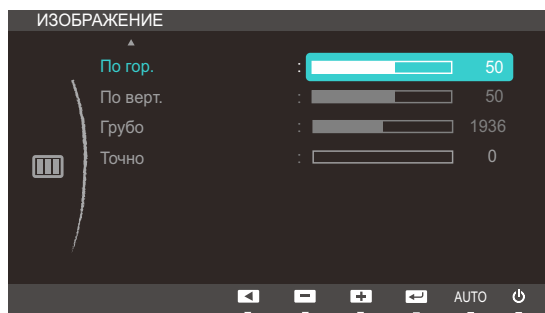 ИЗОБРАЖЕНИЕ
По гор. : 50
По верт. : 50
Грубо : 1936
Точно : 0
AUTO